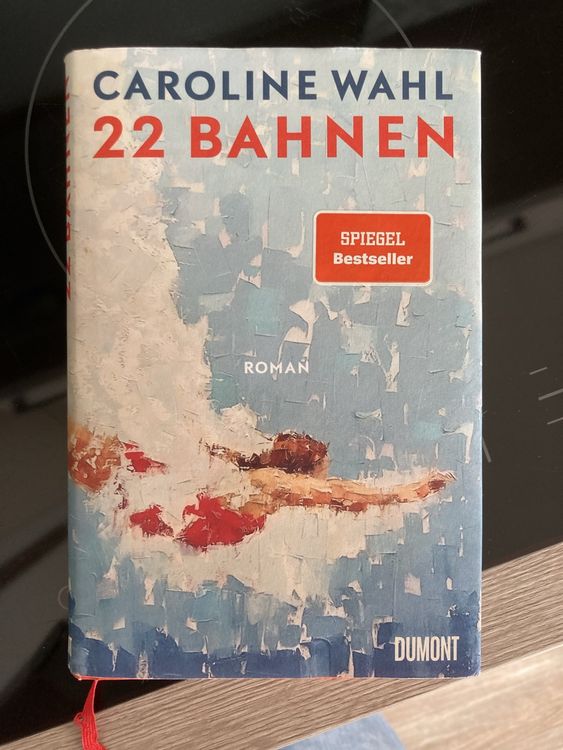 CAROLINE WAHL
22 BAHNEN
SPIEGEL
Bestseller
ROMAN
DUMONT